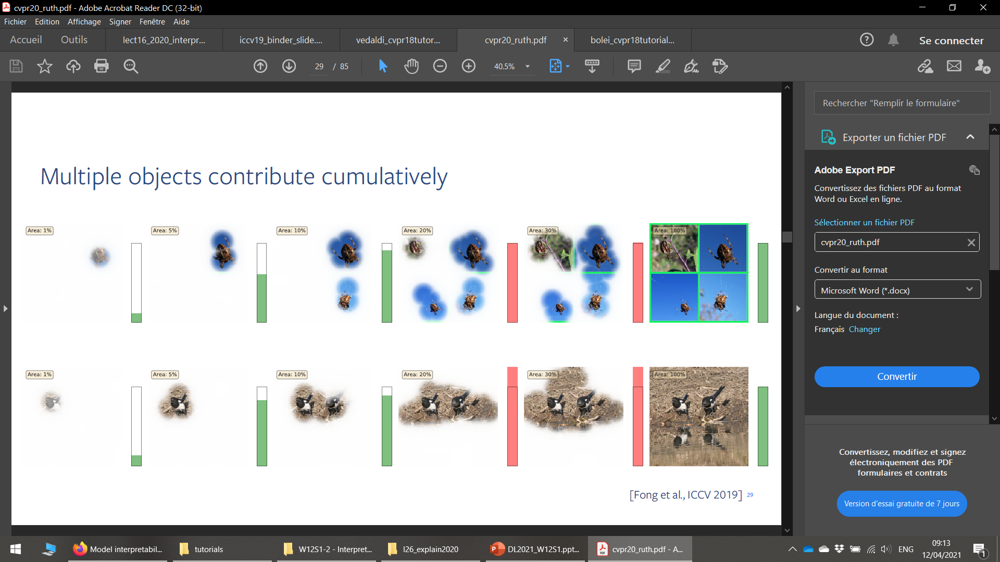 cvpr20_ruth.pdf - Adobe Acrobat Reader DC (32-bit)
Fichier Edition Affichage Signer Fenêtre Aide
Accueil Outils lect16_2020_interpr... iccv19_binder_slide.... vedaldi_cvpr18tutor... cvpr20_ruth.pdf bolei_cvpr18tutorial... Se connecter
29 / 85 40.5%
Multiple objects contribute cumulatively
Area: 1% Area: 5% Area: 10% Area: 20% Area: 30% Area: 100%
Area: 1% Area: 5% Area: 10% Area: 20% Area: 30% Area: 100%
[Fong et al., ICCV 2019] 29
Rechercher "Remplir le formulaire"
Exporter un fichier PDF
Adobe Export PDF
Convertissez des fichiers PDF au format
Word ou Excel en ligne.
Sélectionner un fichier PDF
cvpr20_ruth.pdf
Convertir au format
Microsoft Word (*.docx)
Langue du document :
Français Changer
Convertir
Convertissez, modifiez et signez
électroniquement des PDF
formulaires et contrats
Version d'essai gratuite de 7 jours
Model interpretabil... tutorials W12S1-2 - Interpret... I26_explain2020 DL2021_W12S1.ppt... cvpr20_ruth.pdf - A... ENG
09:13
12/04/2021
1